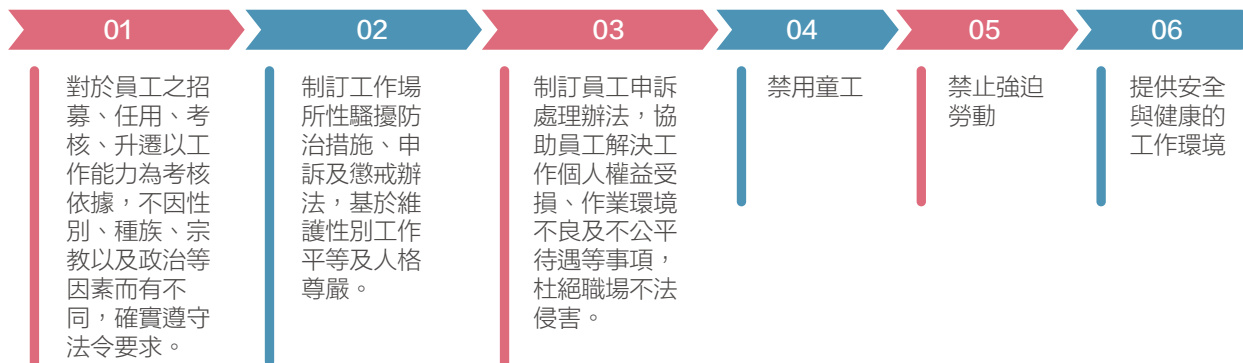 01
對於員工之招
募、任用、考
核、升遷以工
作能力為考核
依據，不因性
別、種族、宗
教以及政治等
因素而有不
同，確實遵守
法令要求。
02
制訂工作場
所性騷擾防
治措施、申
訴及懲戒辦
法，基於維
護性別工作
平等及人格
尊嚴。
03
制訂員工申訴
處理辦法，協
助員工解決工
作個人權益受
損、作業環境
不良及不公平
待遇等事項，
杜絕職場不法
侵害。
04
禁用童工
05
禁止強迫
勞動
06
提供安全
與健康的
工作環境